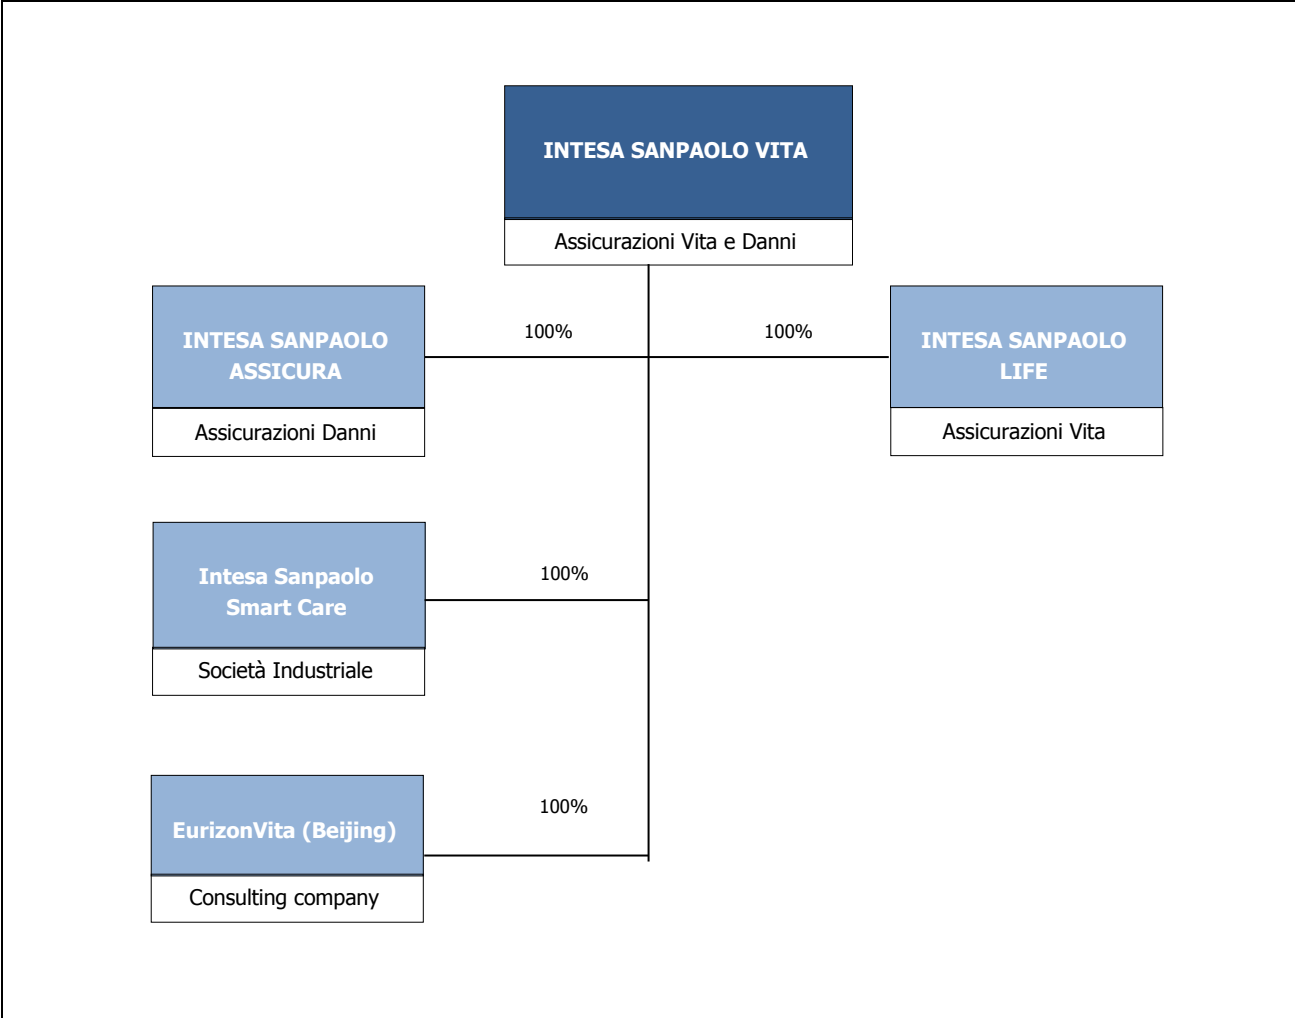 INTESA SANPAOLO VITA
Assicurazioni Vita e Danni
100%
100%
INTESA SANPAOLO
ASSICURA
Assicurazioni Danni
INTESA SANPAOLO
LIFE
Assicurazioni Vita
100%
Intesa Sanpaolo
Smart Care
Società Industriale
100%
EurizonVita (Beijing)
Consulting company